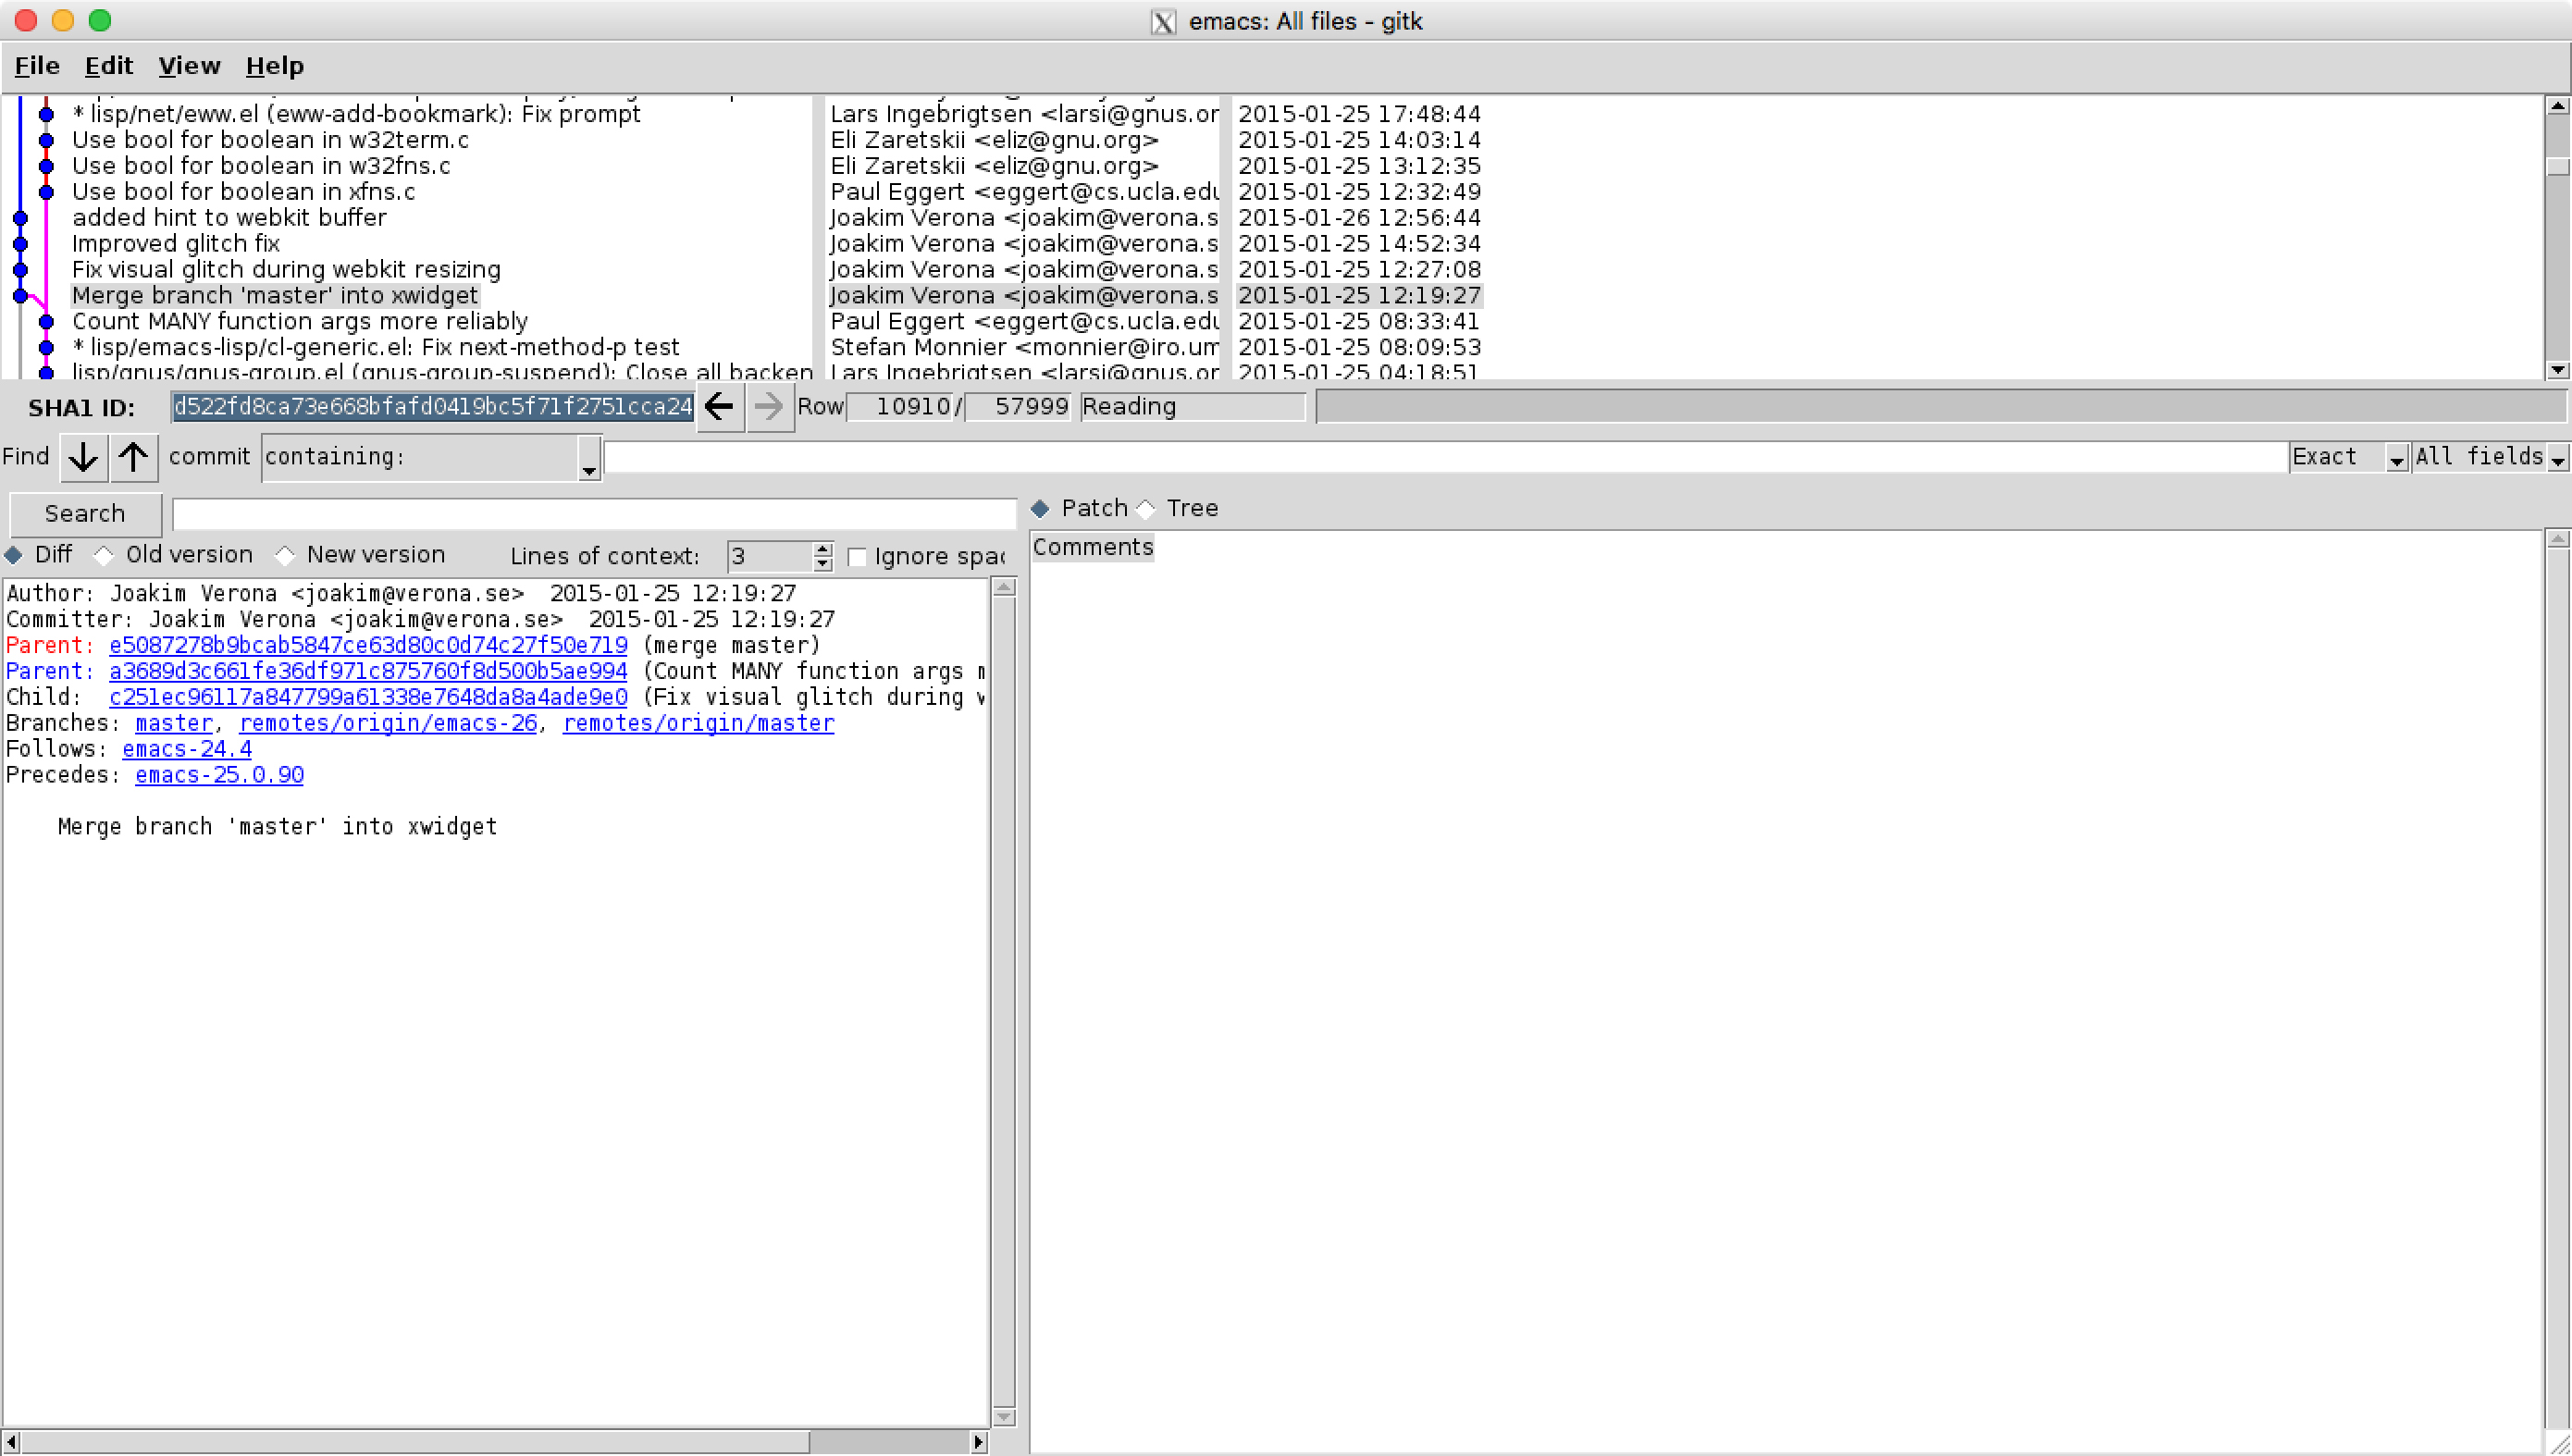 emacs: All files - gitk
File Edit View Help
* lisp/net/eww.el (eww-add-bookmark): Fix prompt Lars Ingebrigtsen <larsi@gnus.or 2015-01-25 17:48:44
Use bool for boolean in w32term.c Eli Zaretskii <eliz@gnu.org> 2015-01-25 14:03:14
Use bool for boolean in w32fns.c Eli Zaretskii <eliz@gnu.org> 2015-01-25 13:12:35
Use bool for boolean in xfns.c Paul Eggert <eggert@cs.ucla.edu 2015-01-25 12:32:49
added hint to webkit buffer Joakim Verona <joakim@verona.s 2015-01-26 12:56:44
Improved glitch fix Joakim Verona <joakim@verona.s 2015-01-25 14:52:34
Fix visual glitch during webkit resizing Joakim Verona <joakim@verona.s 2015-01-25 12:27:08
Merge branch 'master' into xwidget Joakim Verona <joakim@verona.s 2015-01-25 12:19:27
Count MANY function args more reliably Paul Eggert <eggert@cs.ucla.edu 2015-01-25 08:33:41
* lisp/emacs-lisp/cl-generic.el: Fix next-method-p test Stefan Monnier <monnier@iro.um 2015-01-25 08:09:53
lisp/gnus/gnus-group.el (gnus-group-suspend): Close all backen Lars Ingebrigtsen <larsi@gnus.or 2015-01-25 04:18:51
SHA1 ID: d522fd8ca73e668bfafd0419bc5f71f2751cca24 Row 10910 / 57999 Reading
Find commit containing: Exact All fields
Search Patch Tree
Diff Old version New version Lines of context: 3 Ignore spac
Comments
Author: Joakim Verona <joakim@verona.se> 2015-01-25 12:19:27
Committer: Joakim Verona <joakim@verona.se> 2015-01-25 12:19:27
Parent: e5087278b9bcab5847ce63d80c0d74c27f50e719 (merge master)
Parent: a3689d3c661fe36df971c875760f8d500b5ae994 (Count MANY function args m
Child: c251ec96117a847799a61338e7648da8a4ade9e0 (Fix visual glitch during w
Branches: master, remotes/origin/emacs-26, remotes/origin/master
Follows: emacs-24.4
Precedes: emacs-25.0.90
Merge branch 'master' into xwidget